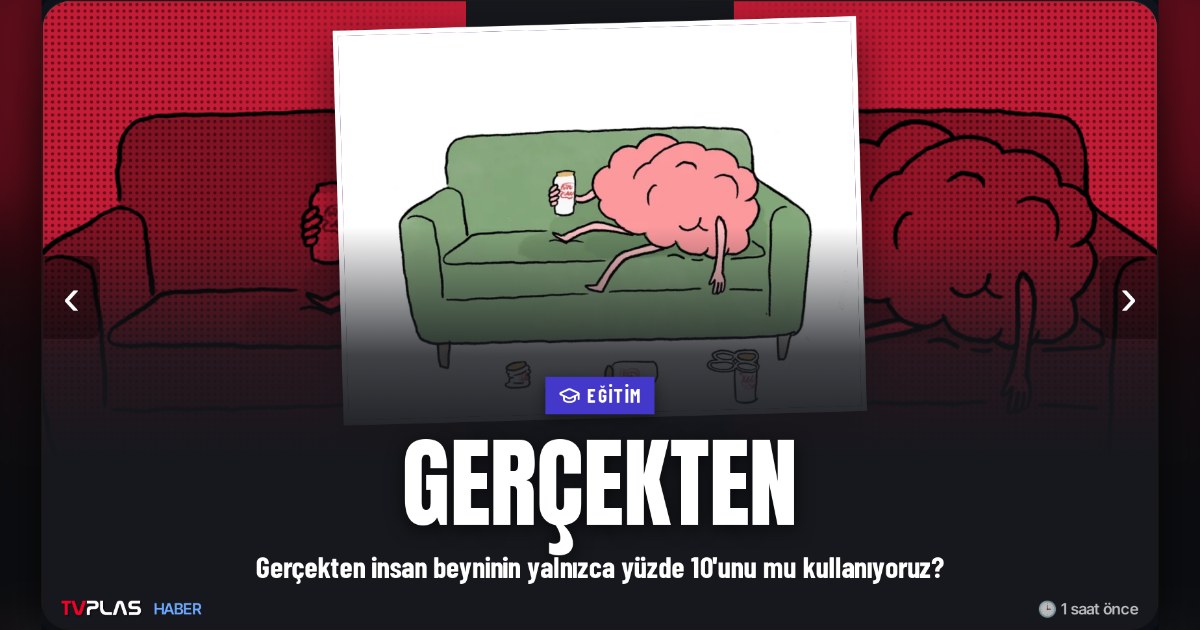 EĞİTİM
GERÇEKTEN
Gerçekten insan beyninin yalnızca yüzde 10'unu mu kullanıyoruz?
TVPLAS HABER
1 saat önce